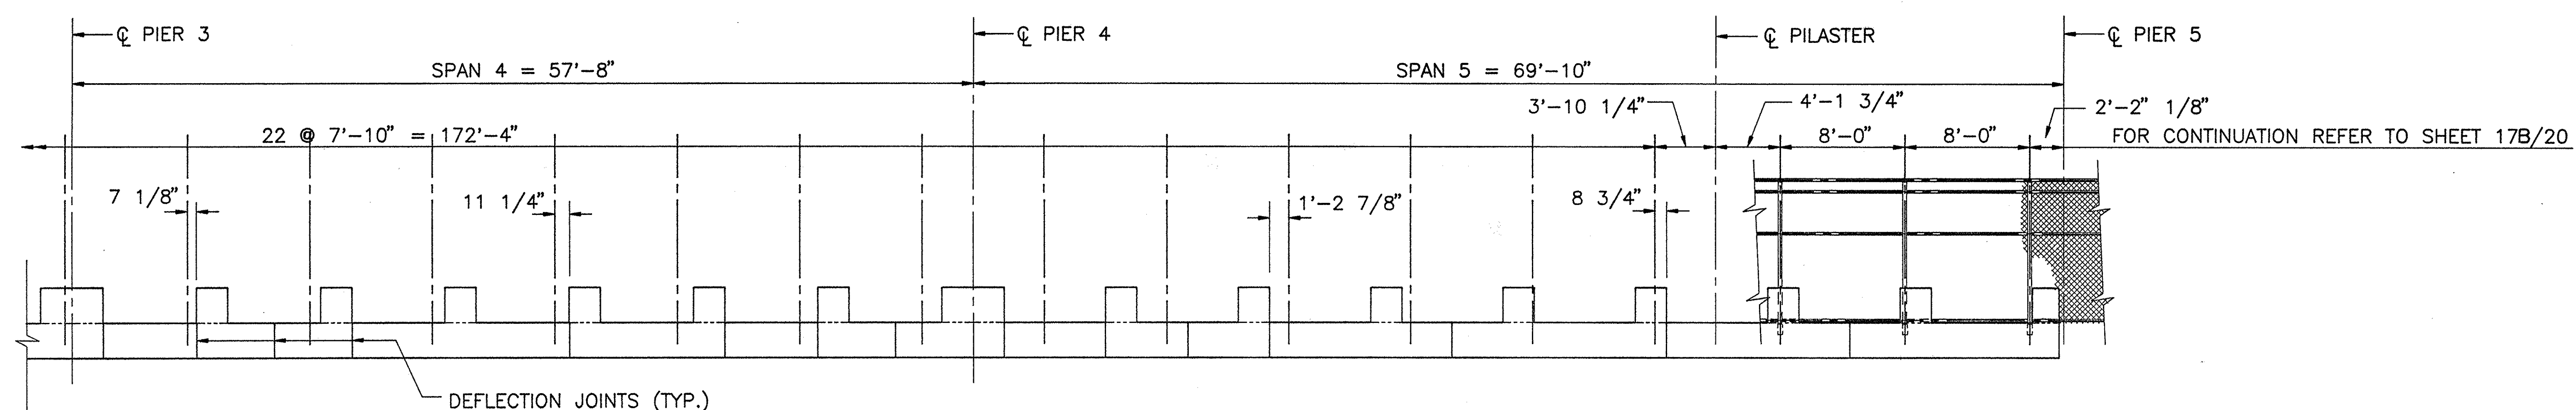 ℄ PIER 3
℄ PIER 4
℄ PILASTER
℄ PIER 5
SPAN 4 = 57'-8"
SPAN 5 = 69'-10"
3'-10 1/4"
4'-1 3/4"
2'-2" 1/8"
22 @ 7'-10" = 172'-4"
8'-0"
8'-0"
FOR CONTINUATION REFER TO SHEET 17B/20
7 1/8"
11 1/4"
1'-2 7/8"
8 3/4"
DEFLECTION JOINTS (TYP.)